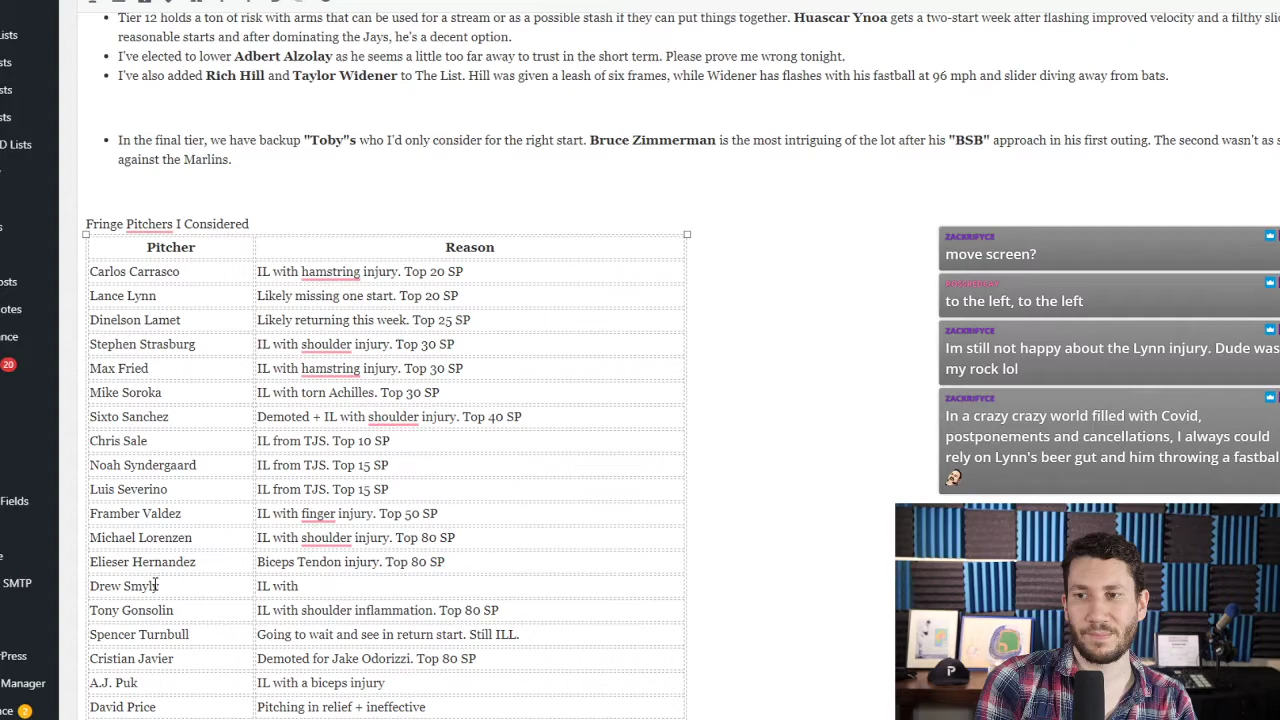 Tier 12 holds a ton of risk with arms that can be used for a stream or as a possible stash if they can put things together. Huascar Ynoa gets a two-start week after flashing improved velocity and a filthy
reasonable starts and after dominating the Jays, he's a decent option.
I've elected to lower Adbert Alzolay as he seems a little too far away to trust in the short term. Please prove me wrong tonight.
I've also added Rich Hill and Taylor Widener to The List. Hill was given a leash of six frames, while Widener has flashes with his fastball at 96 mph and slider diving away from bats.
In the final tier, we have backup "Toby"s who I'd only consider for the right start. Bruce Zimmerman is the most intriguing of the lot after his "BSB" approach in his first outing. The second wasn't as
against the Marlins.
Fringe Pitchers I Considered
Pitcher Reason
Carlos Carrasco IL with hamstring injury. Top 20 SP
Lance Lynn Likely missing one start. Top 20 SP
Dinelson Lamet Likely returning this week. Top 25 SP
Stephen Strasburg IL with shoulder injury. Top 30 SP
Max Fried IL with hamstring injury. Top 30 SP
Mike Soroka IL with torn Achilles. Top 30 SP
Sixto Sanchez Demoted + IL with shoulder injury. Top 40 SP
Chris Sale IL from TJS. Top 10 SP
Noah Syndergaard IL from TJS. Top 15 SP
Luis Severino IL from TJS. Top 15 SP
Framber Valdez IL with finger injury. Top 50 SP
Michael Lorenzen IL with shoulder injury. Top 80 SP
Elieser Hernandez Biceps Tendon injury. Top 80 SP
Drew Smyly IL with
Tony Gonsolin IL with shoulder inflammation. Top 80 SP
Spencer Turnbull Going to wait and see in return start. Still ILL.
Cristian Javier Demoted for Jake Odorizzi. Top 80 SP
A.J. Puk IL with a biceps injury
David Price Pitching in relief + ineffective
ZACKRIFYCE
move screen?
to the left, to the left
ZACKRIFYCE
Im still not happy about the Lynn injury. Dude was
my rock lol
ZACKRIFYCE
In a crazy crazy world filled with Covid,
postponements and cancellations, I always could
rely on Lynn's beer gut and him throwing a fastbal
ists
sts
sts
sts
D Lists
s
osts
otes
nce
20
Fields
e
SMTP
Press
Manager
nce 2
P